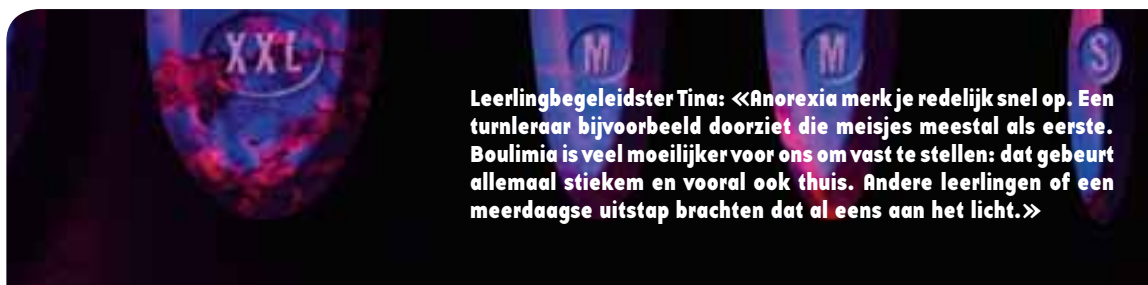 XXL M M S
Leerlingbegeleidster Tina: «Anorexia merk je redelijk snel op. Een
turnleraar bijvoorbeeld doorziet die meisjes meestal als eerste.
Boulimia is veel moeilijker voor ons om vast te stellen: dat gebeurt
allemaal stiekem en vooral ook thuis. Andere leerlingen of een
meerdaagse uitstap brachten dat al eens aan het licht.»